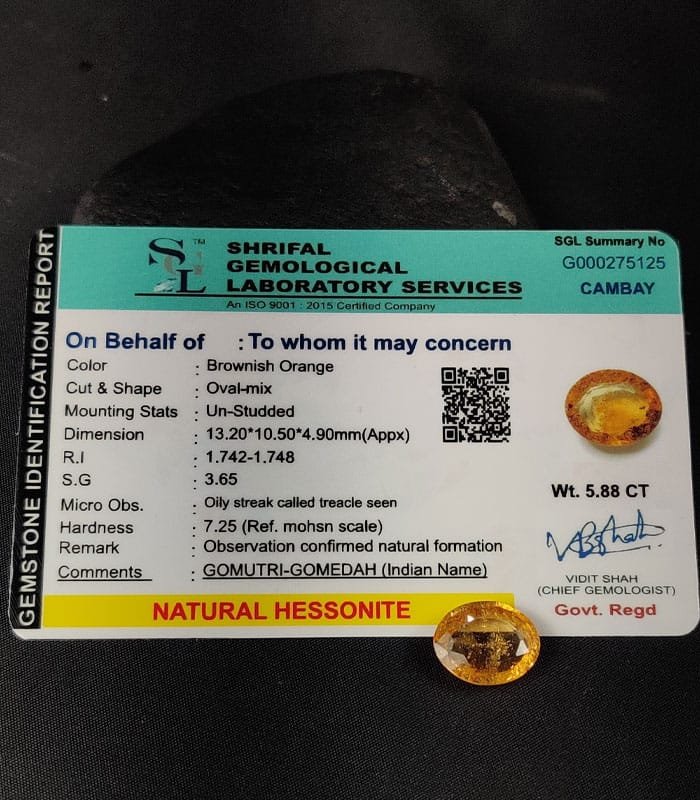 GEMSTONE IDENTIFICATION REPORT
SGL ™
SHRIFAL
GEMOLOGICAL
LABORATORY SERVICES
An ISO 9001 : 2015 Certified Company
SGL Summary No
G000275125
CAMBAY
On Behalf of : To whom it may concern
Color : Brownish Orange
Cut & Shape : Oval-mix
Mounting Stats : Un-Studded
Dimension : 13.20*10.50*4.90mm(Appx)
R.I : 1.742-1.748
S.G : 3.65
Micro Obs. : Oily streak called treacle seen
Hardness : 7.25 (Ref. mohsn scale)
Remark : Observation confirmed natural formation
Comments : GOMUTRI-GOMEDAH (Indian Name)
NATURAL HESSONITE
Wt. 5.88 CT
VIDIT SHAH
(CHIEF GEMOLOGIST)
Govt. Regd